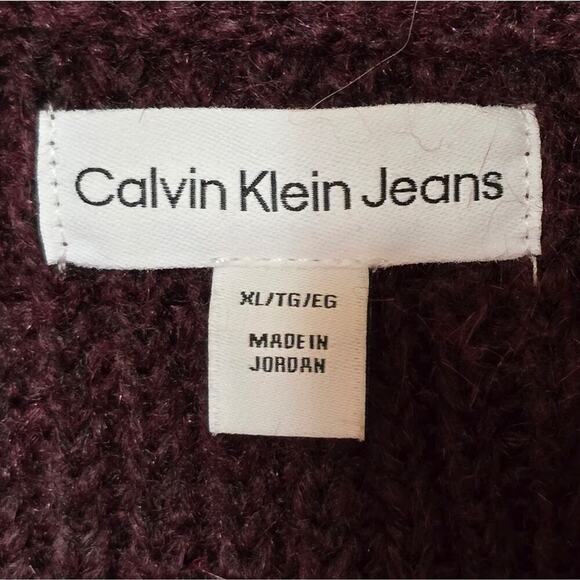 Calvin Klein Jeans
XL/TG/EG
MADE IN
JORDAN